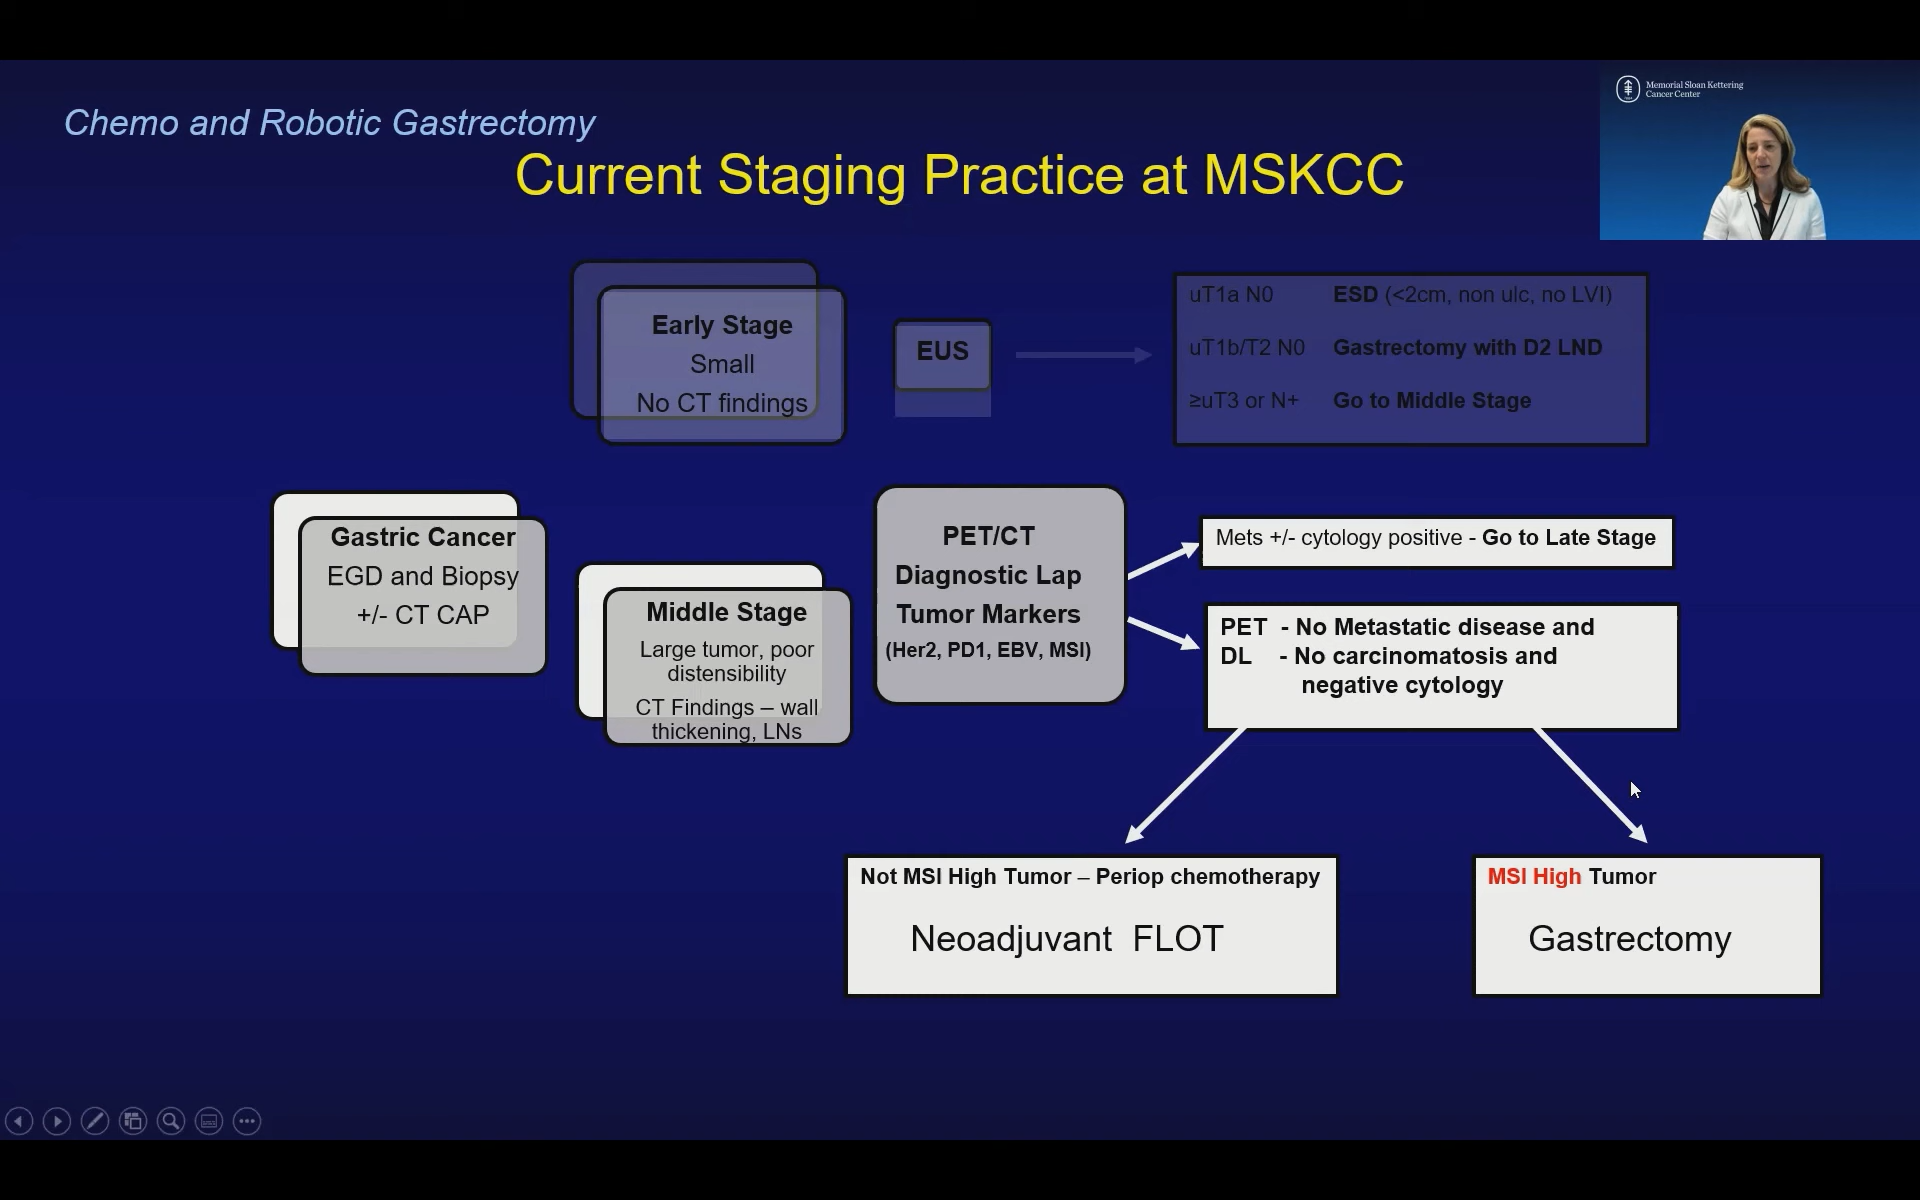 Memorial Sloan Kettering
Cancer Center
Chemo and Robotic Gastrectomy
Current Staging Practice at MSKCC
Early Stage
Small
No CT findings
EUS
uT1a N0 ESD (<2cm, non ulc, no LVI)
uT1b/T2 N0 Gastrectomy with D2 LND
≥uT3 or N+ Go to Middle Stage
Gastric Cancer
EGD and Biopsy
+/- CT CAP
Middle Stage
Large tumor, poor
distensibility
CT Findings – wall
thickening, LNs
PET/CT
Diagnostic Lap
Tumor Markers
(Her2, PD1, EBV, MSI)
Mets +/- cytology positive - Go to Late Stage
PET - No Metastatic disease and
DL - No carcinomatosis and
negative cytology
Not MSI High Tumor – Periop chemotherapy
Neoadjuvant FLOT
MSI High Tumor
Gastrectomy